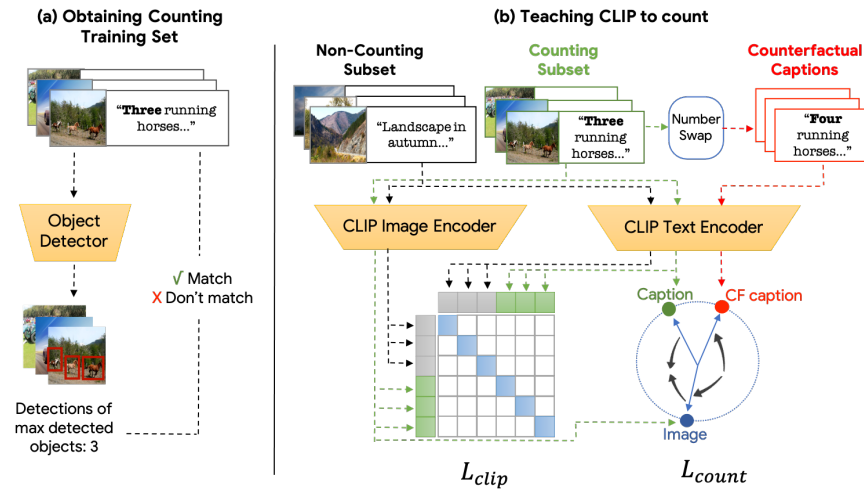 (a) Obtaining Counting
Training Set
“Three running
horses...”
Object
Detector
√ Match
X Don't match
Detections of
max detected
objects: 3
(b) Teaching CLIP to count
Non-Counting
Subset
Counting
Subset
Counterfactual
Captions
“Landscape in
autumn...”
“Three
running
horses...”
Number
Swap
“Four
running
horses...”
CLIP Image Encoder
CLIP Text Encoder
Caption
CF caption
Image
L_clip
L_count